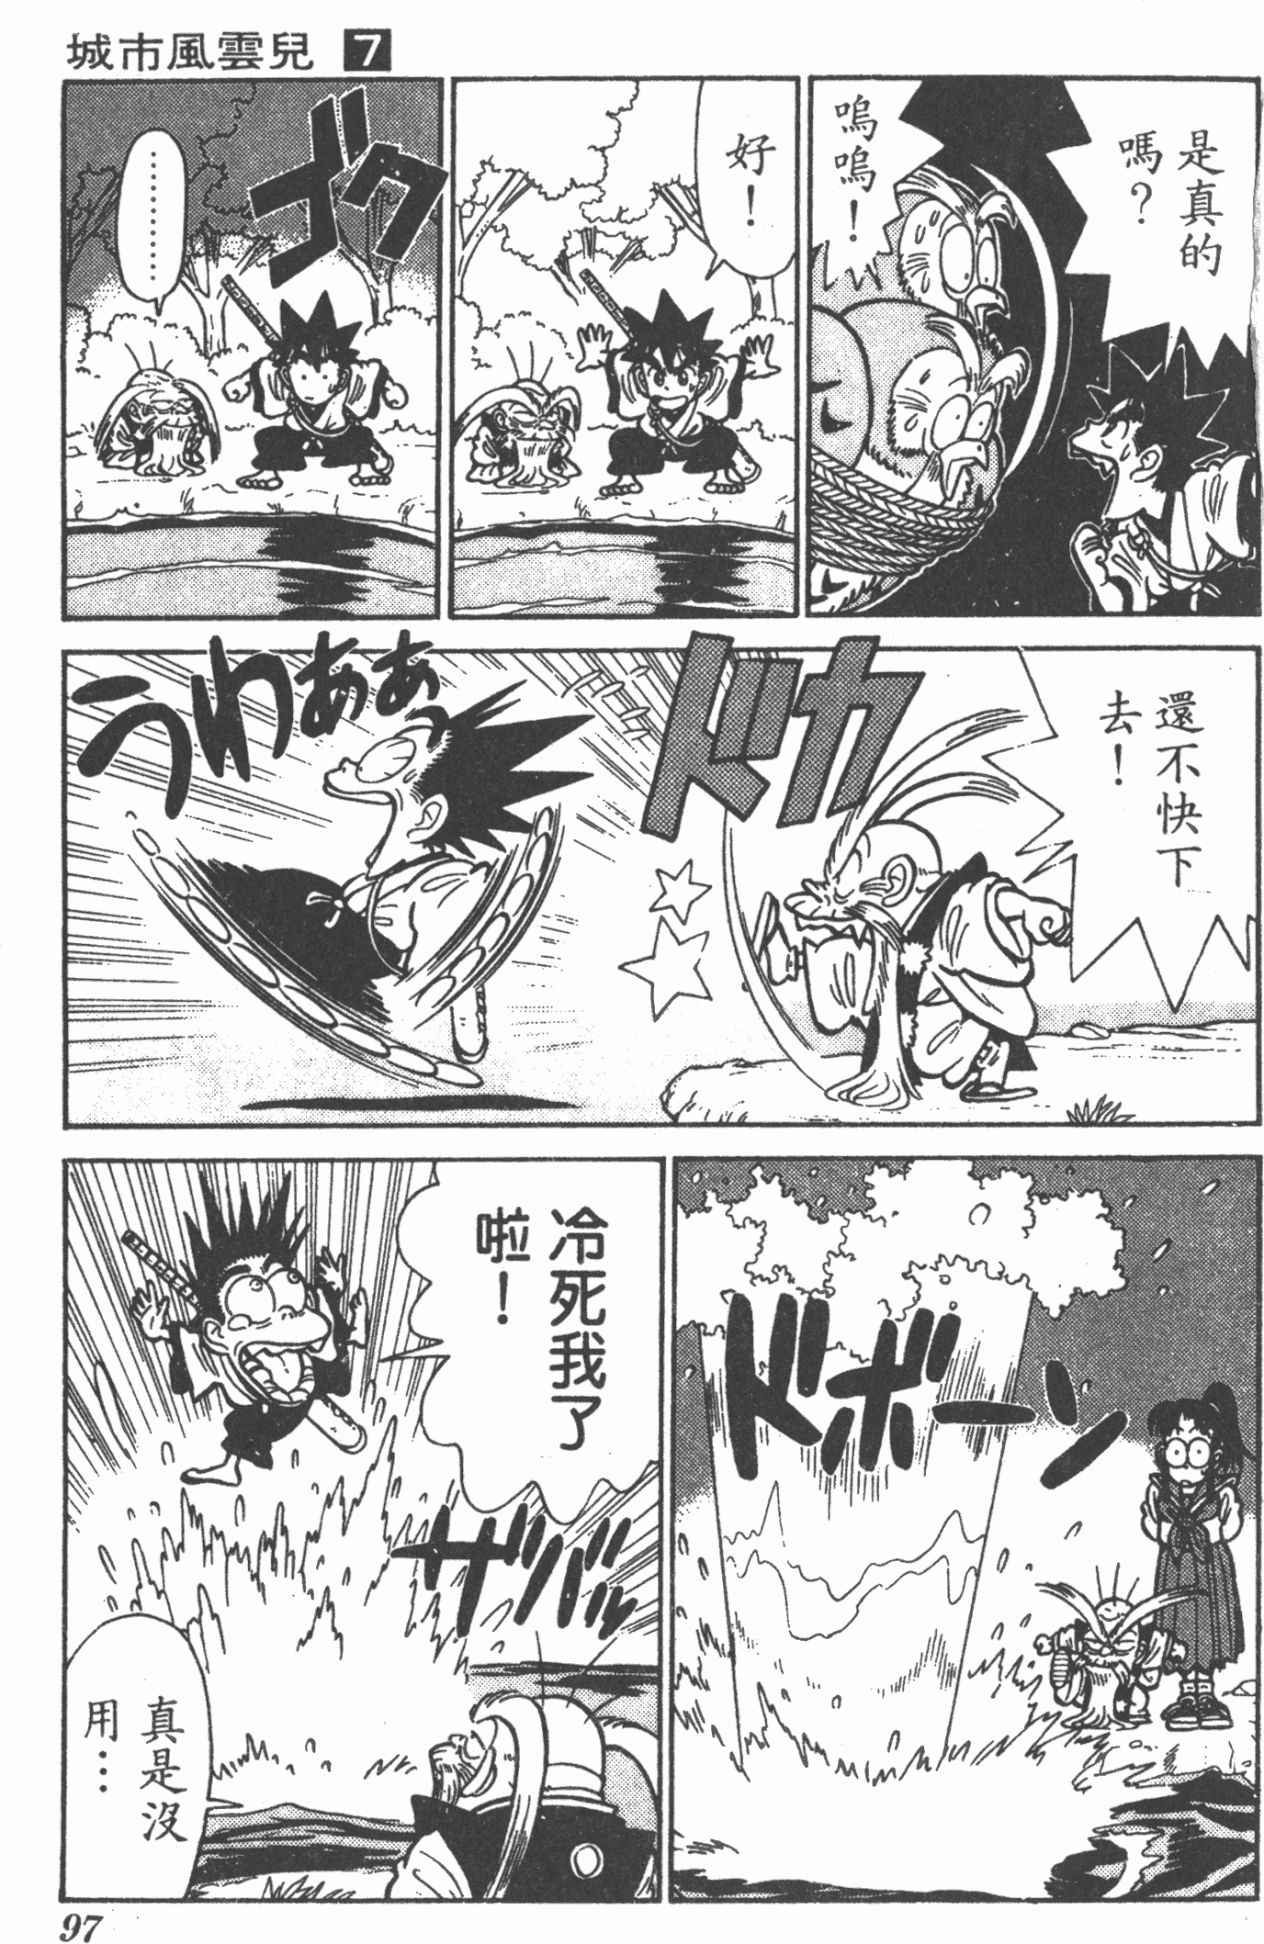 城市風雲兒 7
是真的
嗎？
嗚嗚！
好！
ゴク
…………
還不快下
去！
ドカ
うわあぁ
ドボーン
冷死我了
啦！
ザバ
真是沒
用…
97